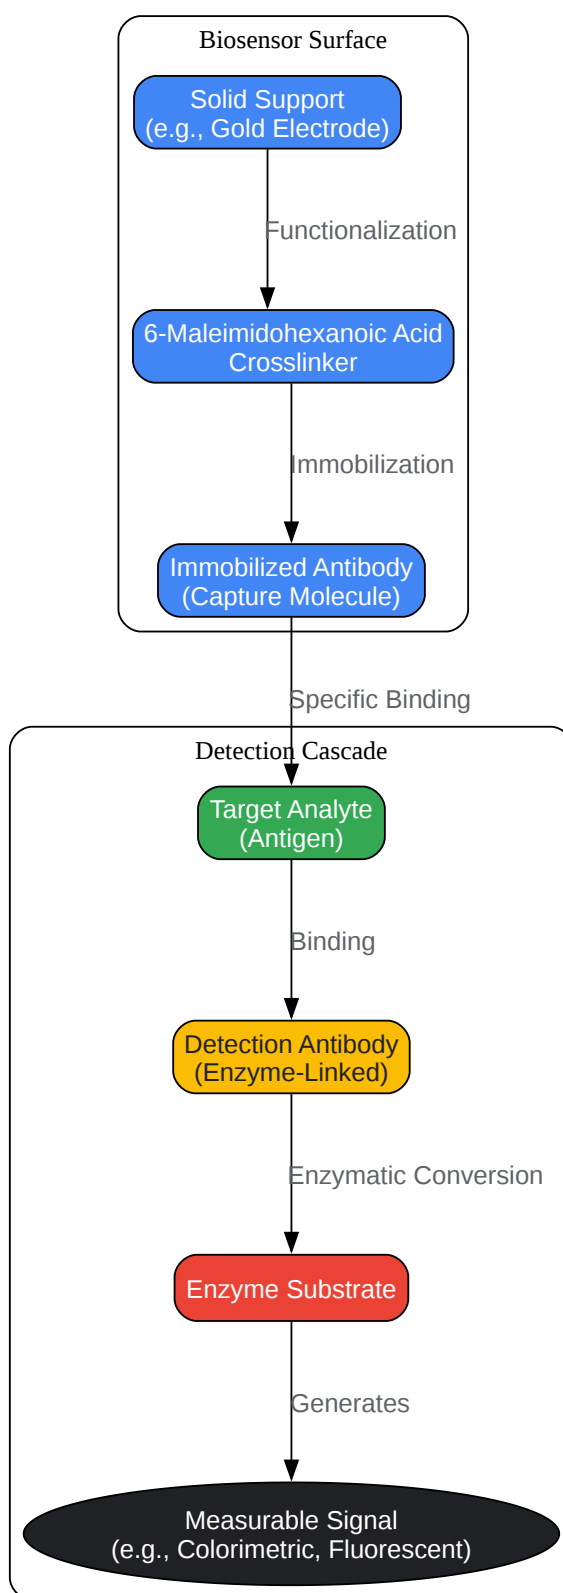 Biosensor Surface
Solid Support
(e.g., Gold Electrode)
Functionalization
6-Maleimidohexanoic Acid
Crosslinker
Immobilization
Immobilized Antibody
(Capture Molecule)
Specific Binding
Detection Cascade
Target Analyte
(Antigen)
Binding
Detection Antibody
(Enzyme-Linked)
Enzymatic Conversion
Enzyme Substrate
Generates
Measurable Signal
(e.g., Colorimetric, Fluorescent)